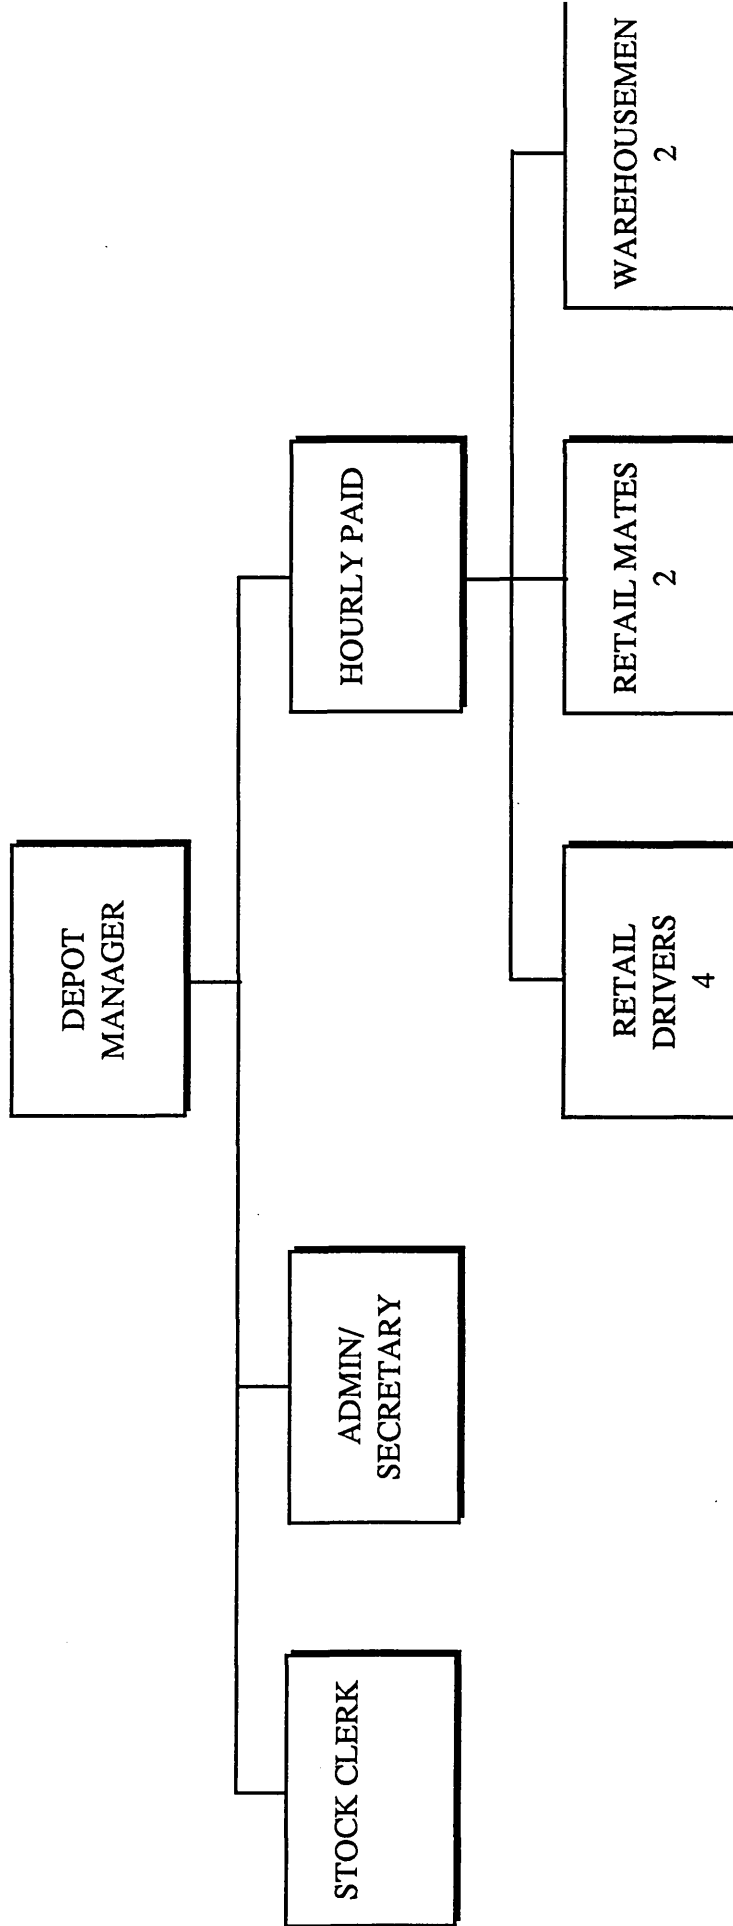 DEPOT
MANAGER
STOCK CLERK
ADMIN/
SECRETARY
HOURLY PAID
RETAIL
DRIVERS
4
RETAIL MATES
2
WAREHOUSEMEN
2